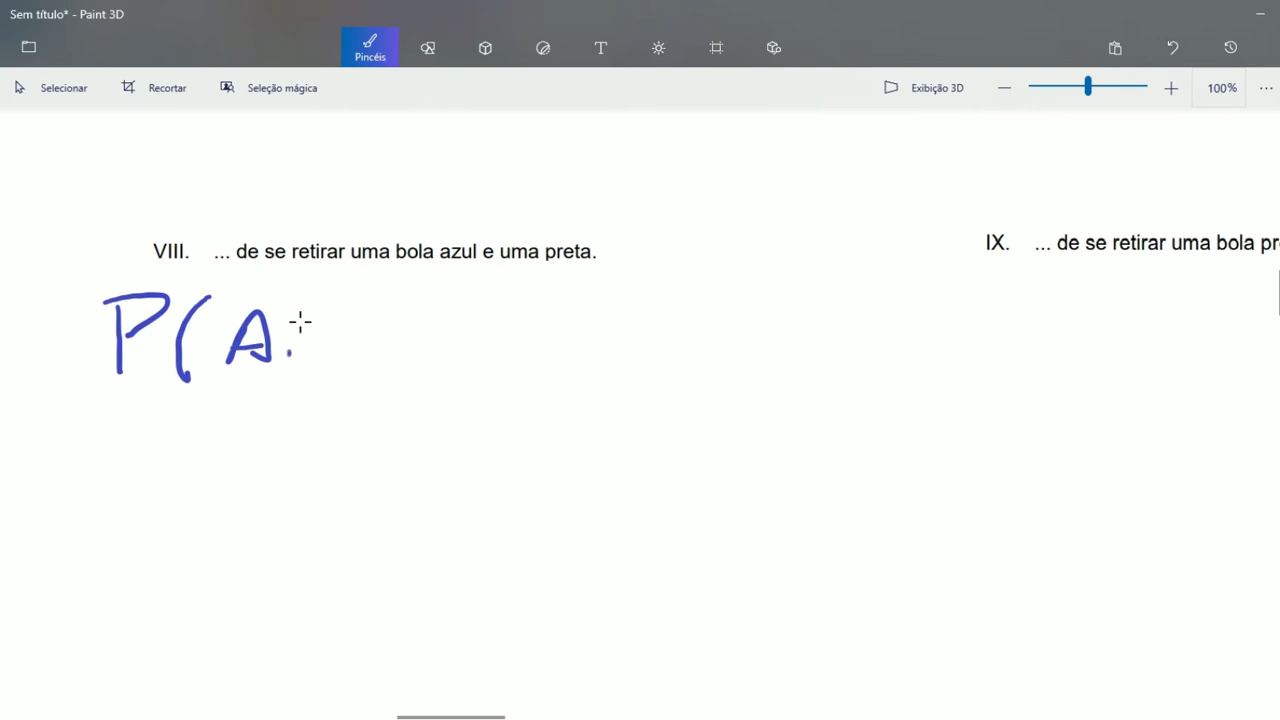 Sem título* - Paint 3D
Pincéis
Selecionar Recortar Seleção mágica Exibição 3D 100%
VIII. ... de se retirar uma bola azul e uma preta.
IX. ... de se retirar uma bola pr
P(A.